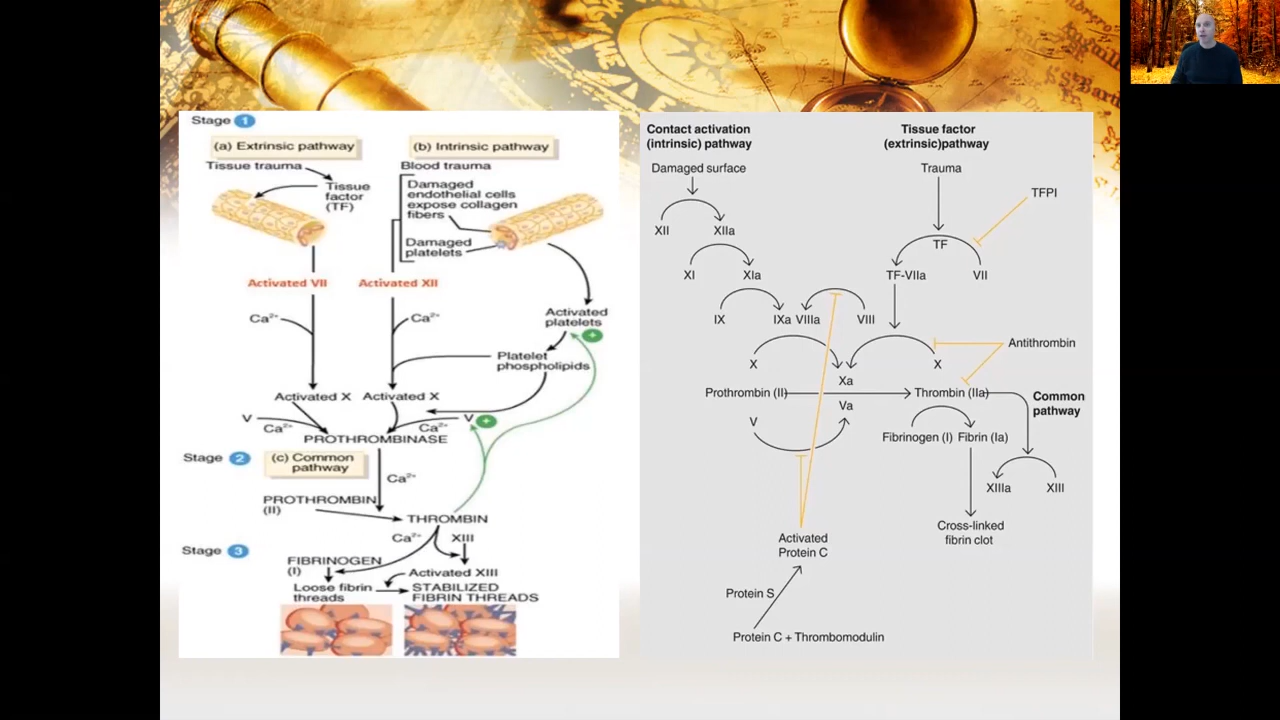 Stage 1
(a) Extrinsic pathway
(b) Intrinsic pathway
Tissue trauma
Blood trauma
Tissue
factor
(TF)
Damaged
endothelial cells
expose collagen
fibers
Damaged
platelets
Activated VII
Activated XII
Ca2+
Ca2+
Activated
platelets
+
Platelet
phospholipids
Activated X
Activated X
V
Ca2+
Ca2+
V
+
PROTHROMBINASE
Stage 2
(c) Common
pathway
Ca2+
PROTHROMBIN
(II)
THROMBIN
Ca2+
XIII
Stage 3
FIBRINOGEN
(I)
Activated XIII
Loose fibrin
threads
STABILIZED
FIBRIN THREADS
Contact activation
(intrinsic) pathway
Tissue factor
(extrinsic)pathway
Damaged surface
Trauma
TFPI
XII
XIIa
TF
XI
XIa
TF-VIIa
VII
IX
IXa
VIIIa
VIII
Antithrombin
X
X
Xa
Prothrombin (II)
Thrombin (IIa)
Common
pathway
Va
V
Fibrinogen (I)
Fibrin (Ia)
XIIIa
XIII
Cross-linked
fibrin clot
Activated
Protein C
Protein S
Protein C + Thrombomodulin